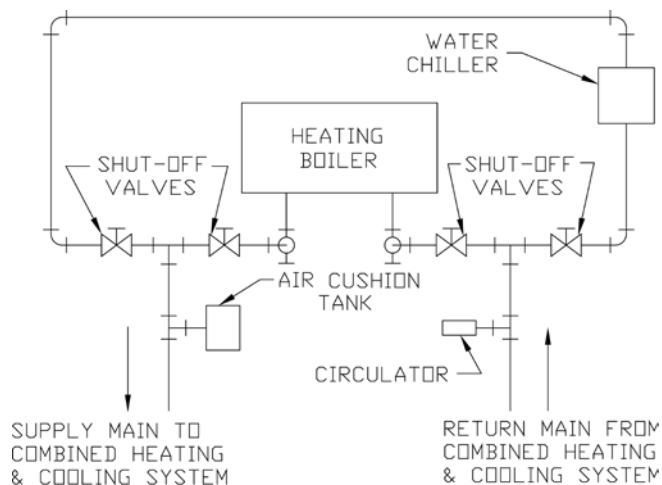 WATER
CHILLER
HEATING
BOILER
SHUT-OFF
VALVES
SHUT-OFF
VALVES
AIR CUSHION
TANK
CIRCULATOR
SUPPLY MAIN TO
COMBINED HEATING
& COOLING SYSTEM
RETURN MAIN FROM
COMBINED HEATING
& COOLING SYSTEM